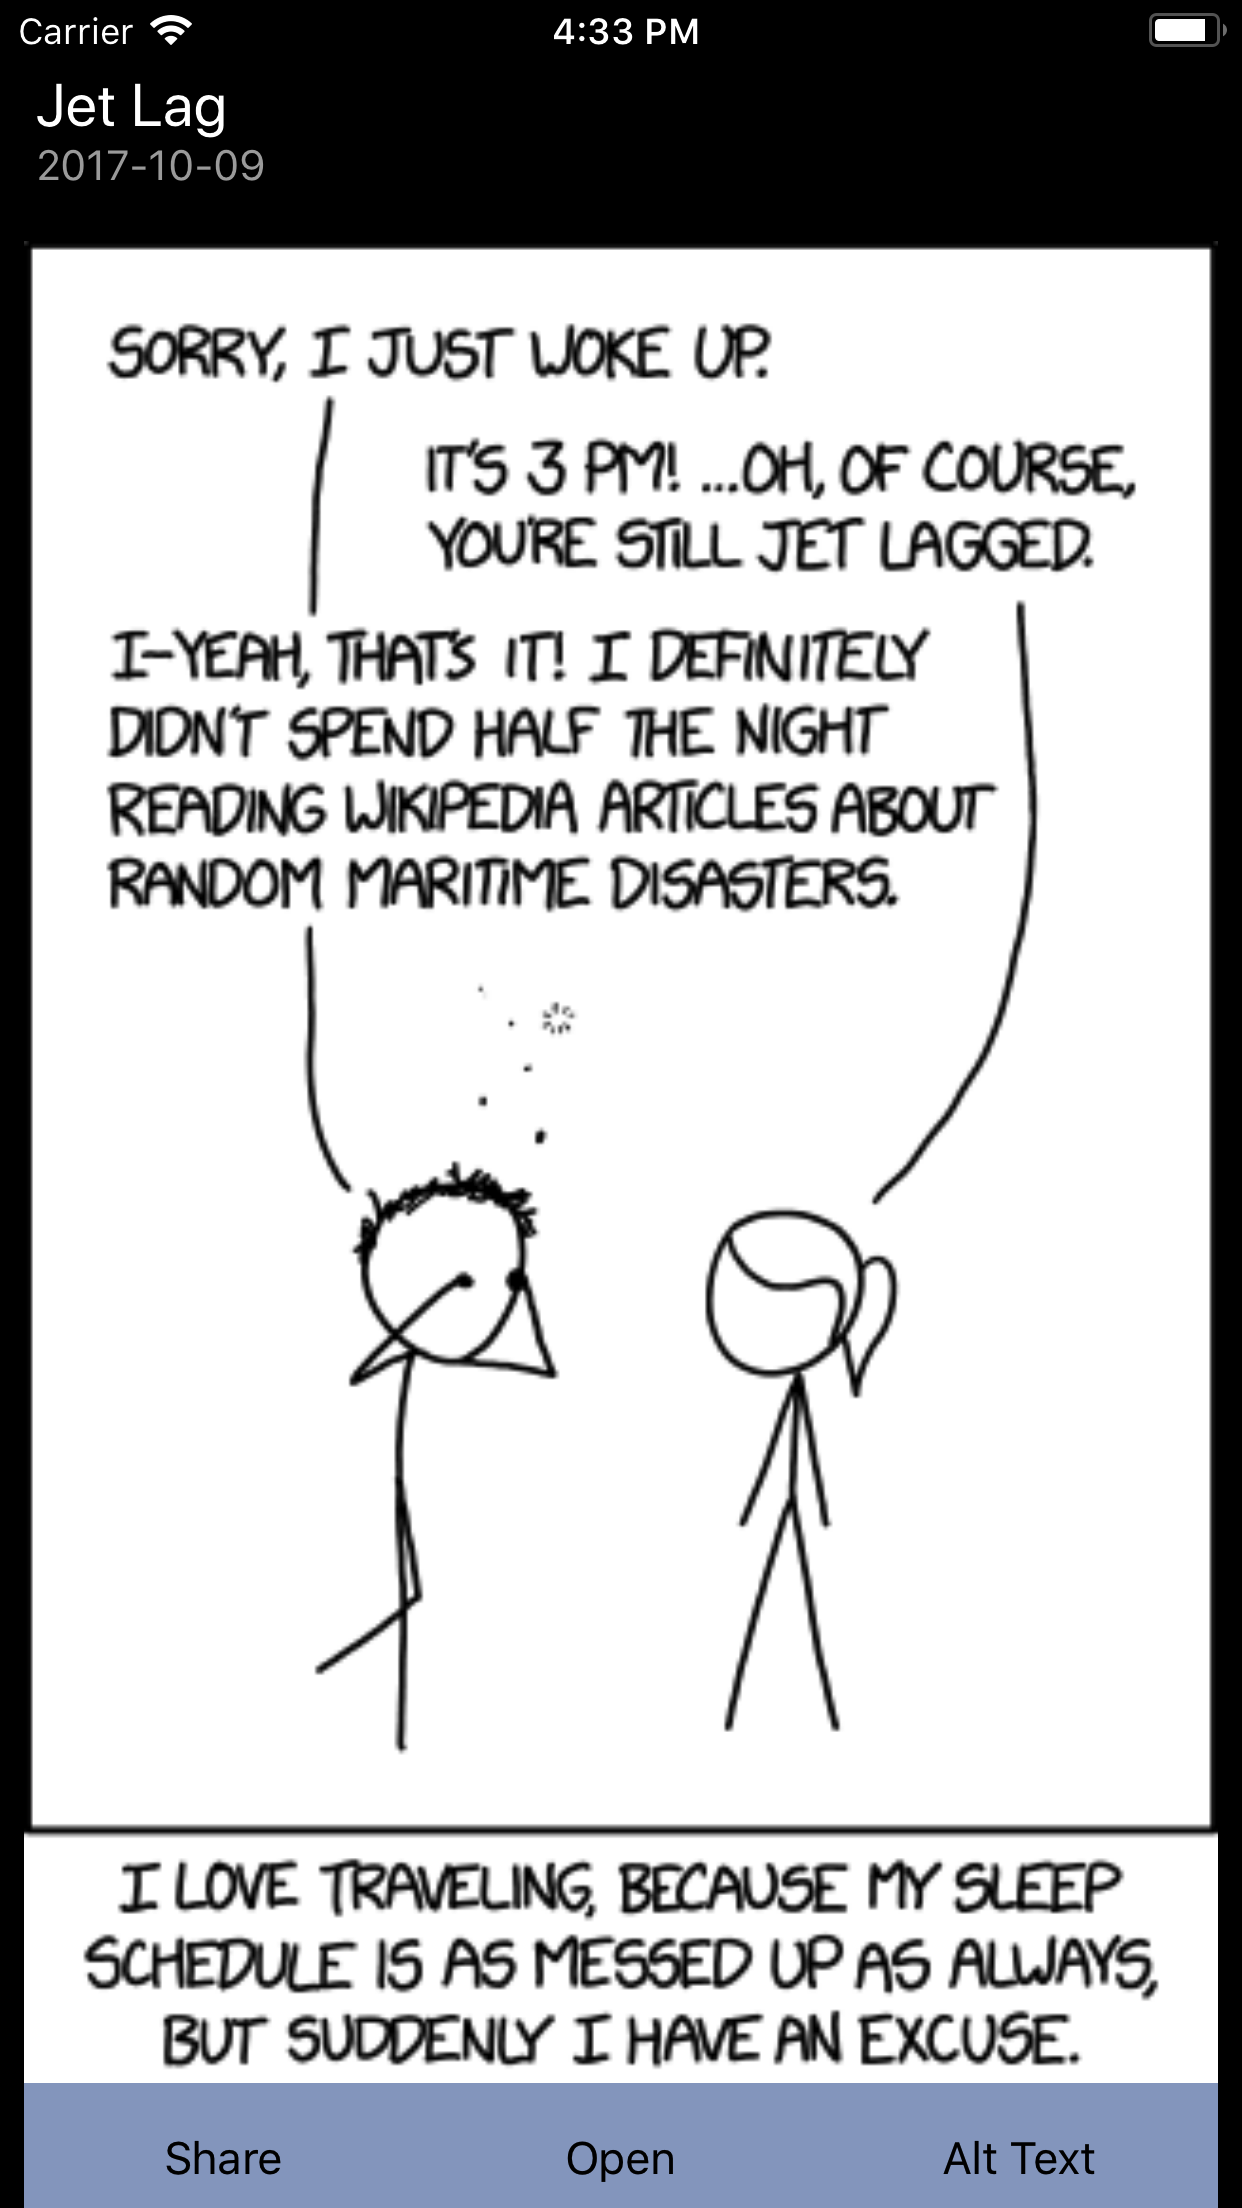 Carrier 4:33 PM
Jet Lag
2017-10-09
SORRY, I JUST WOKE UP.
IT'S 3 PM! ...OH, OF COURSE,
YOU'RE STILL JET LAGGED.
I–YEAH, THAT'S IT! I DEFINITELY
DIDN'T SPEND HALF THE NIGHT
READING WIKIPEDIA ARTICLES ABOUT
RANDOM MARITIME DISASTERS.
I LOVE TRAVELING, BECAUSE MY SLEEP
SCHEDULE IS AS MESSED UP AS ALWAYS,
BUT SUDDENLY I HAVE AN EXCUSE.
Share Open Alt Text